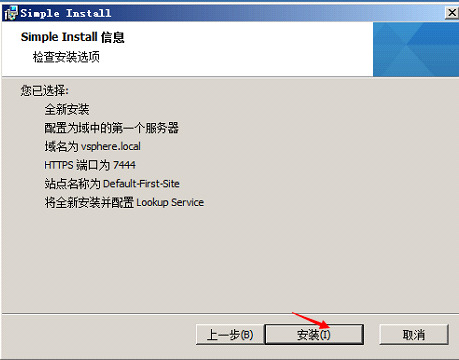 Simple Install
Simple Install 信息
检查安装选项
您已选择:
全新安装
配置为域中的第一个服务器
域名为 vsphere.local
HTTPS 端口为 7444
站点名称为 Default-First-Site
将全新安装并配置 Lookup Service
上一步(B) 安装(I) 取消